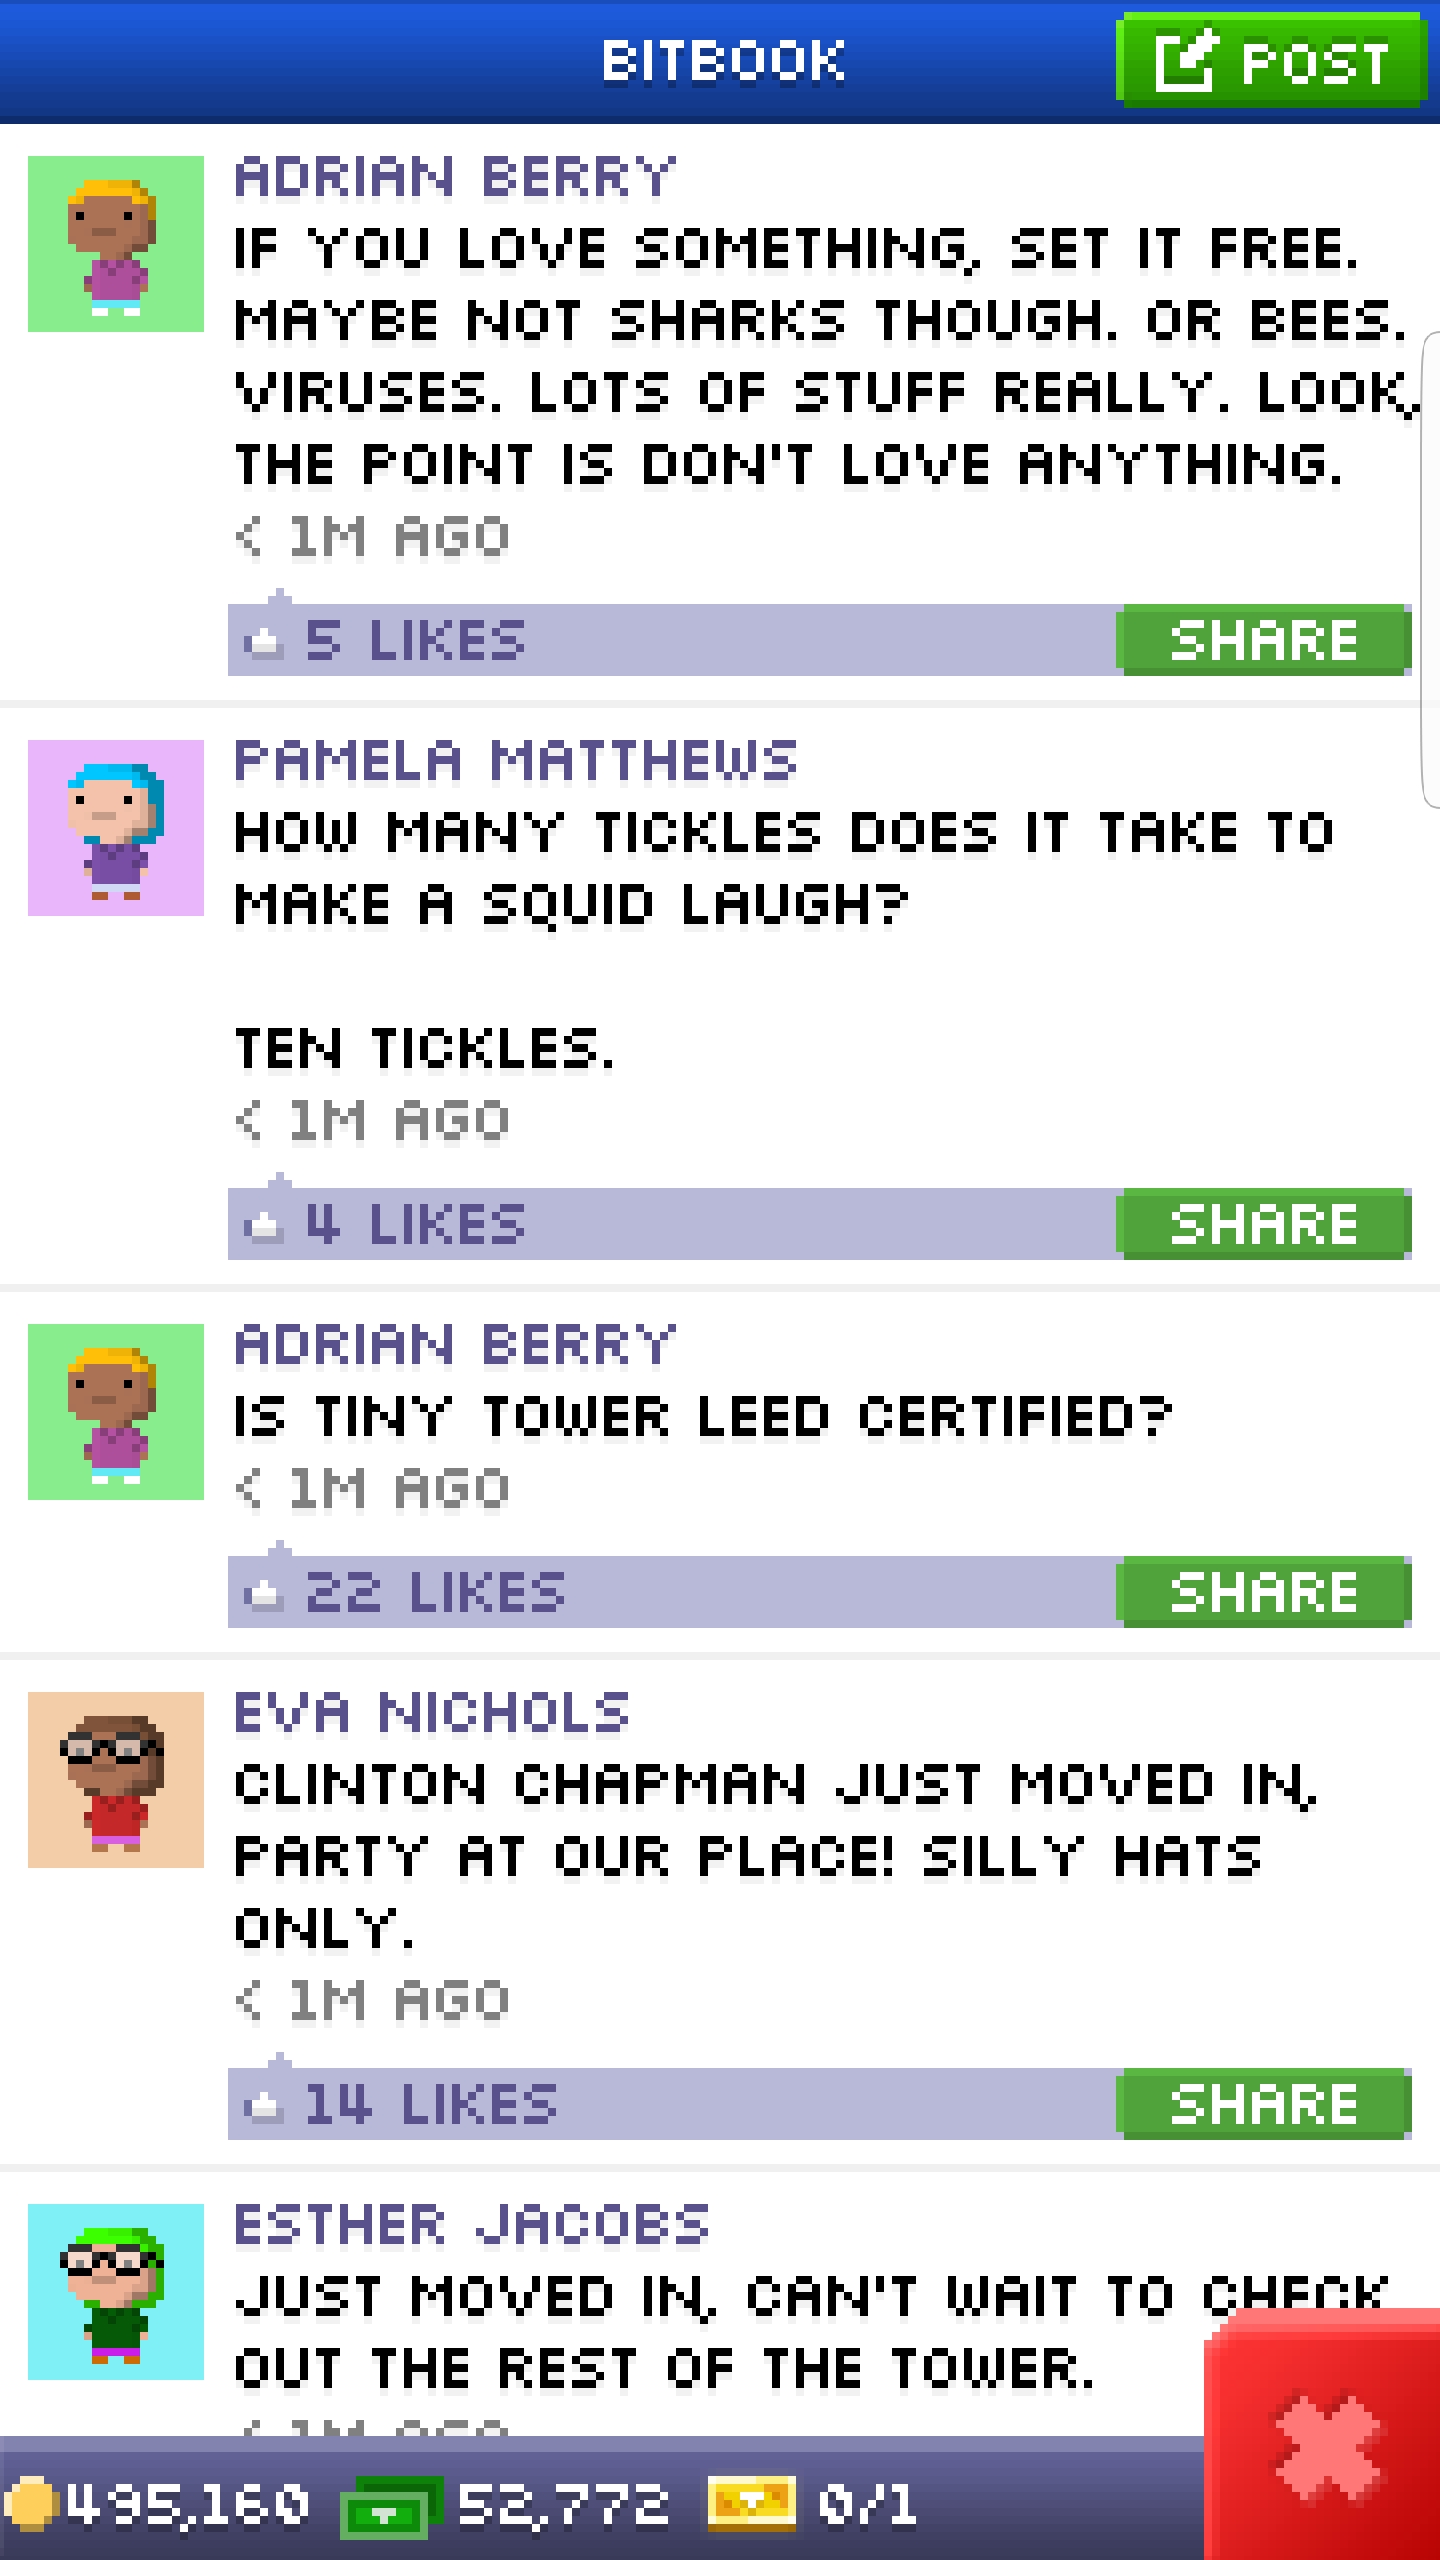 BITBOOK
POST
ADRIAN BERRY
IF YOU LOVE SOMETHING, SET IT FREE.
MAYBE NOT SHARKS THOUGH. OR BEES.
VIRUSES. LOTS OF STUFF REALLY. LOOK,
THE POINT IS DON'T LOVE ANYTHING.
< 1M AGO
5 LIKES
SHARE
PAMELA MATTHEWS
HOW MANY TICKLES DOES IT TAKE TO
MAKE A SQUID LAUGH?
TEN TICKLES.
< 1M AGO
4 LIKES
SHARE
ADRIAN BERRY
IS TINY TOWER LEED CERTIFIED?
< 1M AGO
22 LIKES
SHARE
EVA NICHOLS
CLINTON CHAPMAN JUST MOVED IN,
PARTY AT OUR PLACE! SILLY HATS
ONLY.
< 1M AGO
14 LIKES
SHARE
ESTHER JACOBS
JUST MOVED IN, CAN'T WAIT TO CHECK
OUT THE REST OF THE TOWER.
< 1M AGO
495,160
52,772
0/1